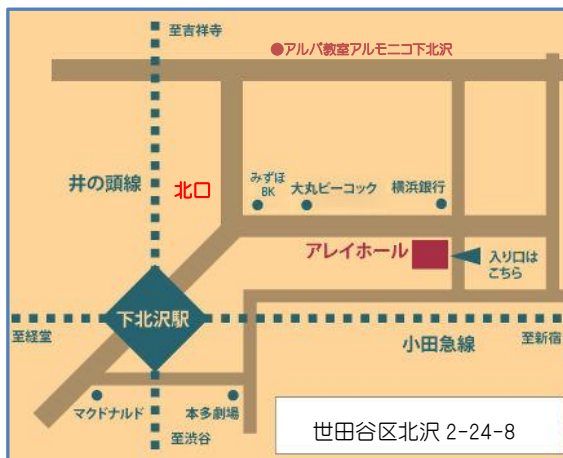 至吉祥寺
●アルパ教室アルモニコ下北沢
井の頭線
北口
みずほ
BK
大丸ピーコック
横浜銀行
アレイホール
入り口は
こちら
下北沢駅
至経堂
小田急線
至新宿
マクドナルド
本多劇場
至渋谷
世田谷区北沢 2-24-8